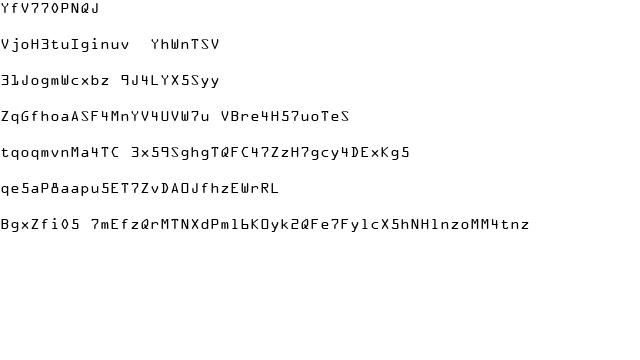 YfV770PNQJ
VjoH3tuIginuv  YhWnTSV
31JogmWcxbz 9J4LYX5Syy
ZqGfhoaASF4MnYV4UVW7u VBre4H57uoTeS
tqoqmvnMa4TC 3x59SghgTQFC47ZzH7gcy4DExKg5
qe5aP8aapu5ET7ZvDAOJfhzEWrRL
BgxZfi05 7mEfzQrMTNXdPml6KOyk2QFe7FylcX5hNHlnzoMM4tnz